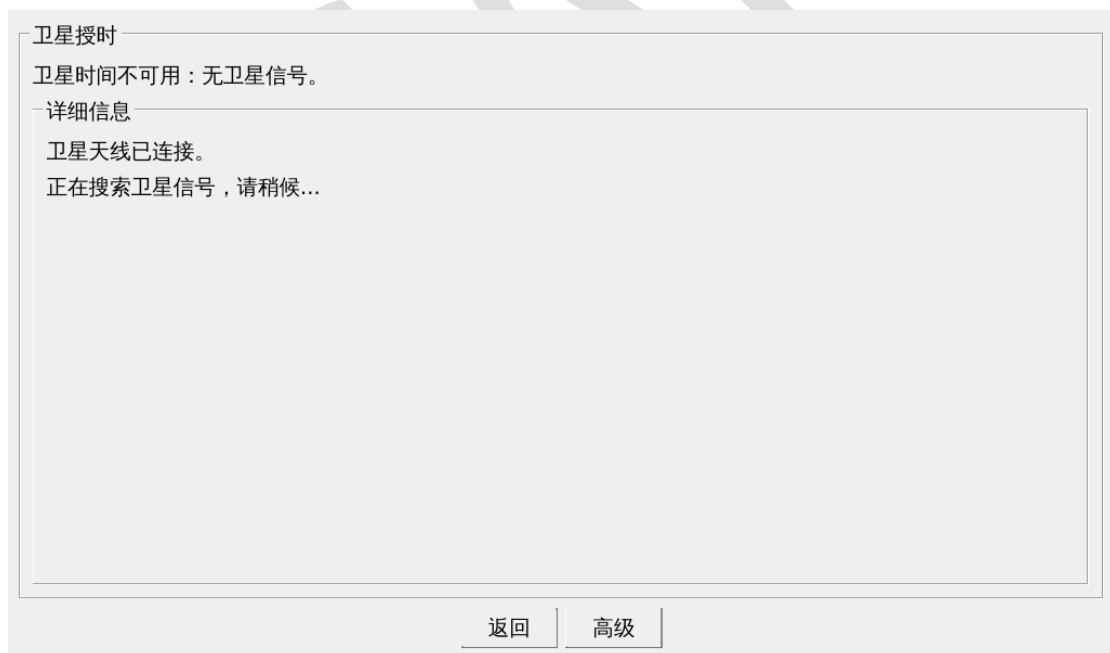 卫星授时
卫星时间不可用：无卫星信号。
详细信息
卫星天线已连接。
正在搜索卫星信号，请稍候...
返回
高级